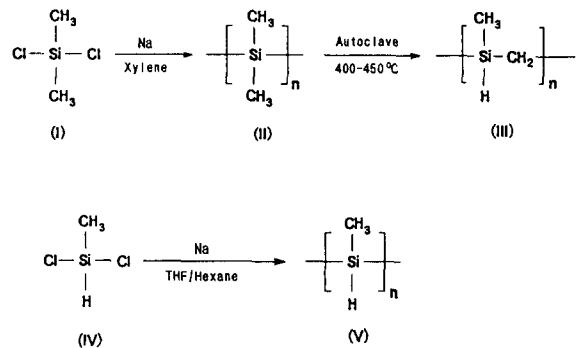 CH₃ CH₃ CH₃
Cl Si Cl Na Si Autoclave Si CH₂
Xylene n 400-450°C n
CH₃ CH₃ H
(I) (II) (III)
CH₃ CH₃
Cl Si Cl Na Si
THF/Hexane n
H H
(IV) (V)